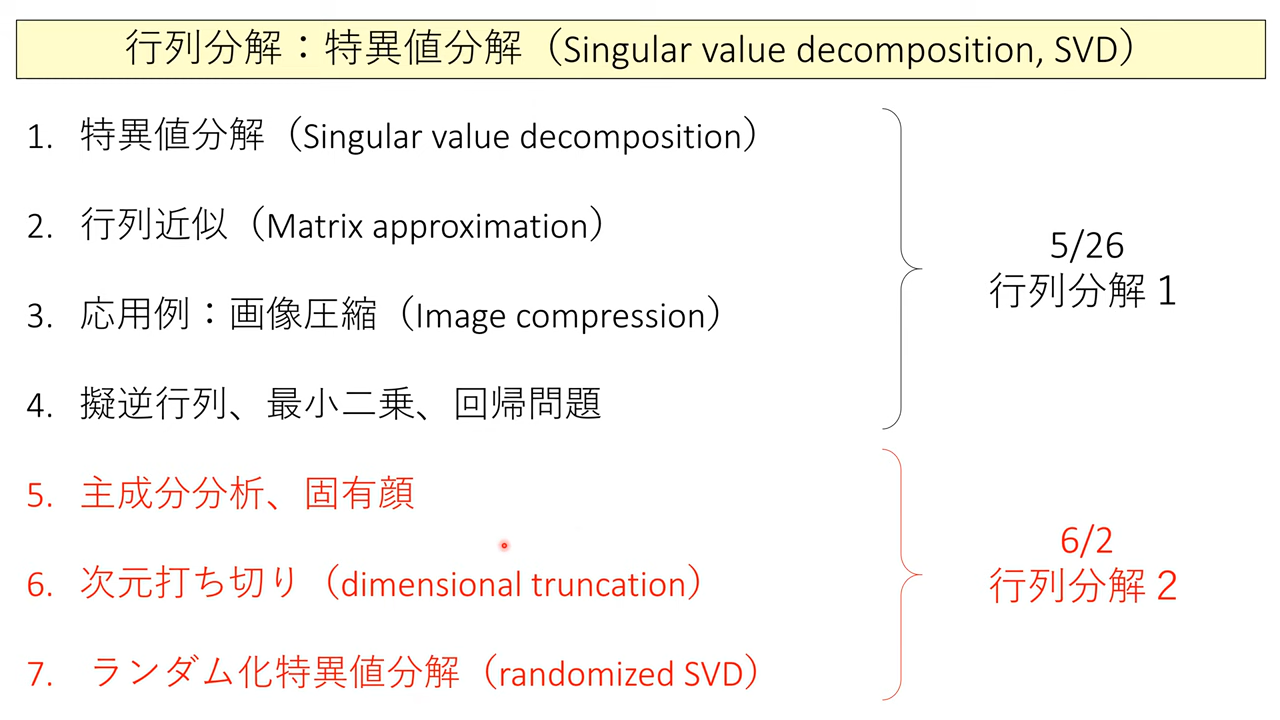 行列分解：特異値分解（Singular value decomposition, SVD）
1. 特異値分解（Singular value decomposition）
2. 行列近似（Matrix approximation）
3. 応用例：画像圧縮（Image compression）
4. 擬逆行列、最小二乗、回帰問題
5/26
行列分解１
5. 主成分分析、固有顔
6. 次元打ち切り（dimensional truncation）
7. ランダム化特異値分解（randomized SVD）
6/2
行列分解２